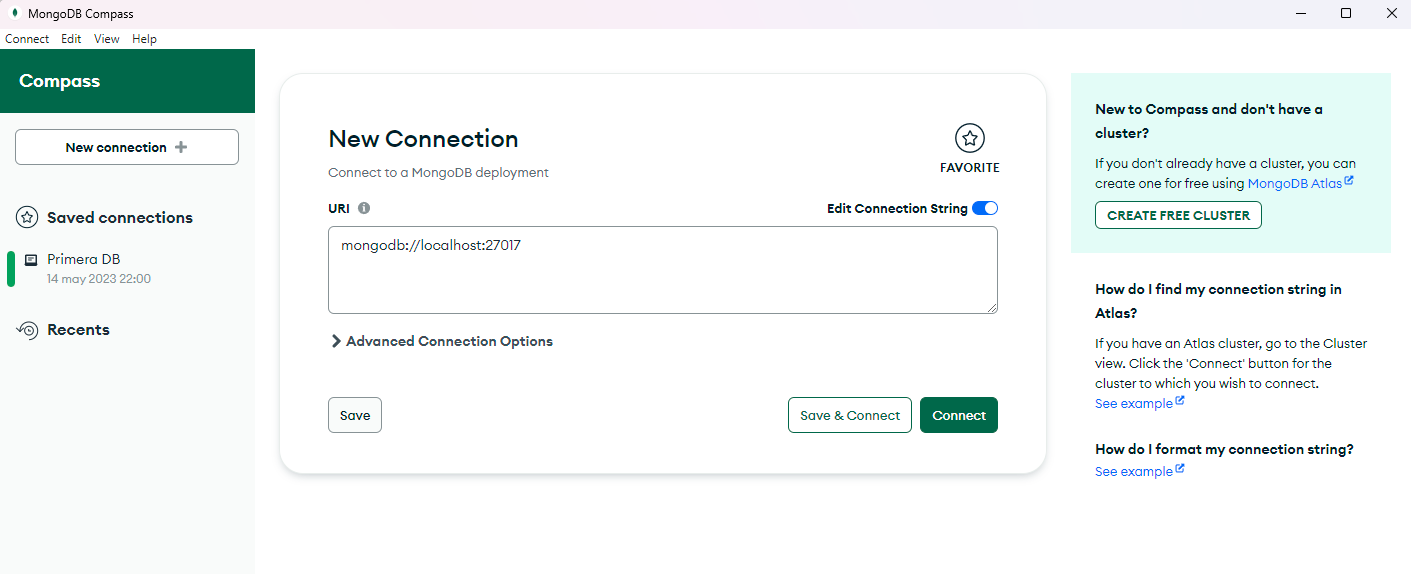 MongoDB Compass
Connect Edit View Help
Compass
New connection
Saved connections
Primera DB
14 may 2023 22:00
Recents
New Connection
Connect to a MongoDB deployment
FAVORITE
URI
Edit Connection String
mongodb://localhost:27017
Advanced Connection Options
Save
Save & Connect
Connect
New to Compass and don't have a
cluster?
If you don't already have a cluster, you can
create one for free using MongoDB Atlas
CREATE FREE CLUSTER
How do I find my connection string in
Atlas?
If you have an Atlas cluster, go to the Cluster
view. Click the 'Connect' button for the
cluster to which you wish to connect.
See example
How do I format my connection string?
See example